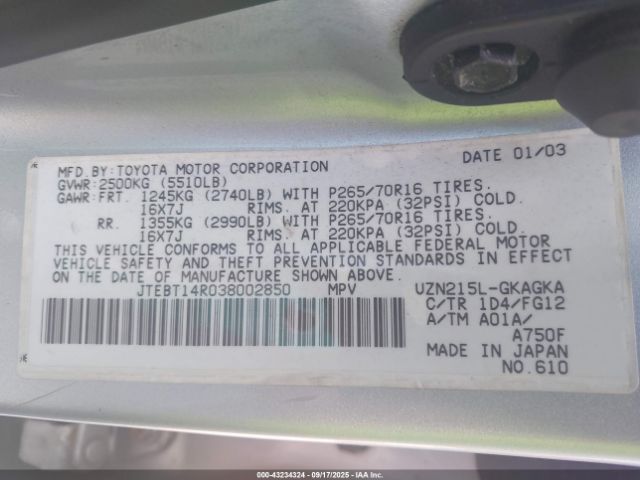 MFD.BY:TOYOTA MOTOR CORPORATION DATE 01/03
GVWR:2500KG (5510LB)
GAWR:FRT. 1245KG (2740LB) WITH P265/70R16 TIRES.
16X7J RIMS. AT 220KPA (32PSI) COLD.
RR. 1355KG (2990LB) WITH P265/70R16 TIRES.
16X7J RIMS. AT 220KPA (32PSI) COLD.
THIS VEHICLE CONFORMS TO ALL APPLICABLE FEDERAL MOTOR
VEHICLE SAFETY AND THEFT PREVENTION STANDARDS IN EFFECT
ON THE DATE OF MANUFACTURE SHOWN ABOVE.
JTEBT14R038002850 MPV UZN215L-GKAGKA
C/TR 1D4/FG12
A/TM A01A/
A750F
MADE IN JAPAN
NO.610
000-43234324 | 09/17/2025 | IAA, Inc.